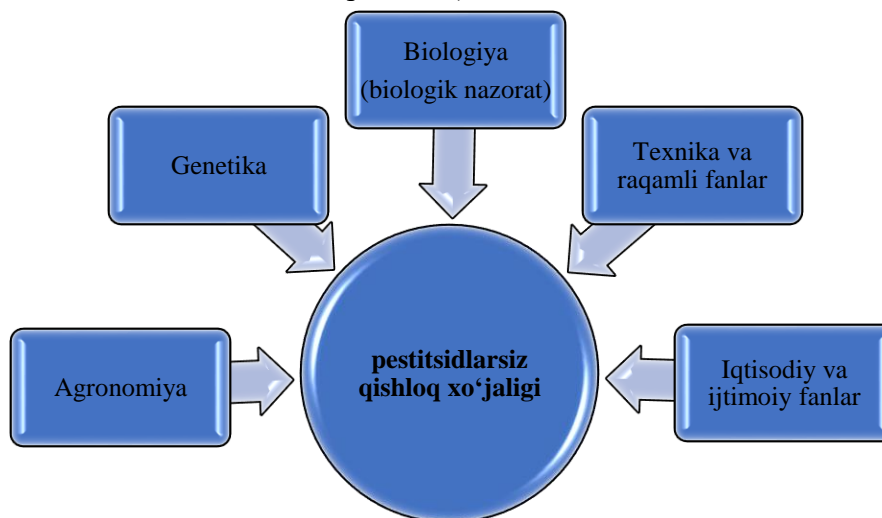 Biologiya
(biologik nazorat)
Genetika
Texnika va
raqamli fanlar
Agronomiya
pestitsidlarsiz
qishloq xo‘jaligi
Iqtisodiy va
ijtimoiy fanlar